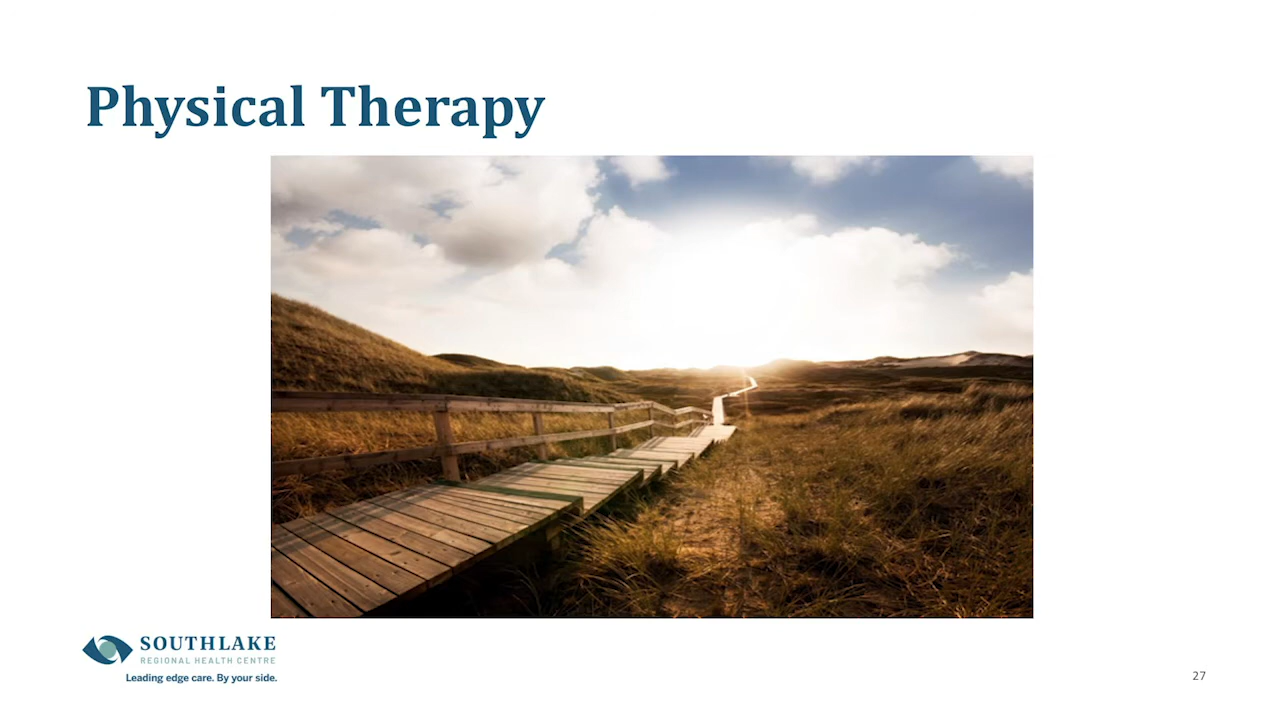 Physical Therapy
SOUTHLAKE
REGIONAL HEALTH CENTRE
Leading edge care. By your side.
27